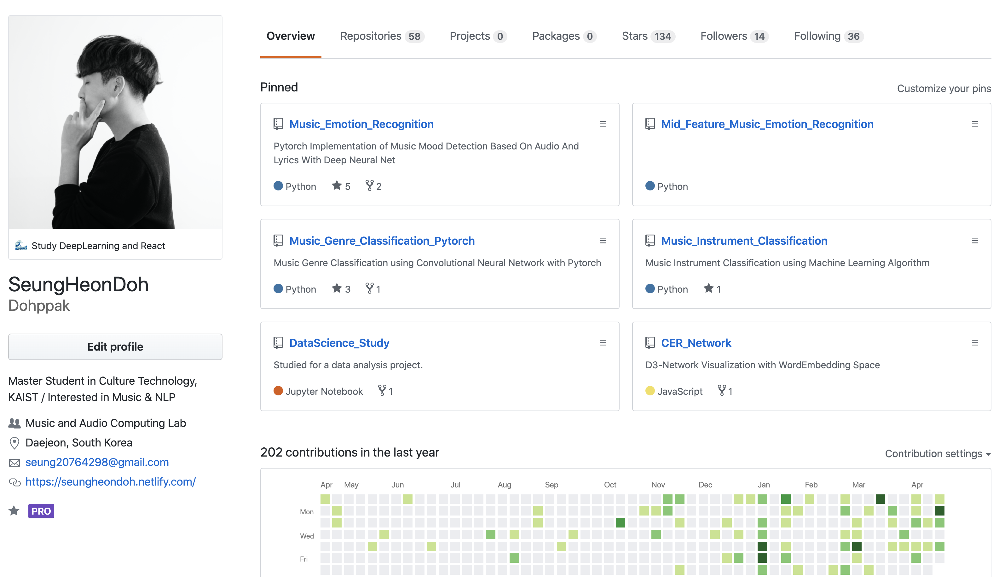 Overview Repositories 58 Projects 0 Packages 0 Stars 134 Followers 14 Following 36
Study DeepLearning and React
SeungHeonDoh
Dohppak
Edit profile
Master Student in Culture Technology,
KAIST / Interested in Music & NLP
Music and Audio Computing Lab
Daejeon, South Korea
seung20764298@gmail.com
https://seungheondoh.netlify.com/
PRO
Pinned
Customize your pins
Music_Emotion_Recognition
Pytorch Implementation of Music Mood Detection Based On Audio And
Lyrics With Deep Neural Net
Python 5 2
Mid_Feature_Music_Emotion_Recognition
Python
Music_Genre_Classification_Pytorch
Music Genre Classification using Convolutional Neural Network with Pytorch
Python 3 1
Music_Instrument_Classification
Music Instrument Classification using Machine Learning Algorithm
Python 1
DataScience_Study
Studied for a data analysis project.
Jupyter Notebook 1
CER_Network
D3-Network Visualization with WordEmbedding Space
JavaScript 1
202 contributions in the last year
Contribution settings
Apr May Jun Jul Aug Sep Oct Nov Dec Jan Feb Mar Apr
Mon
Wed
Fri